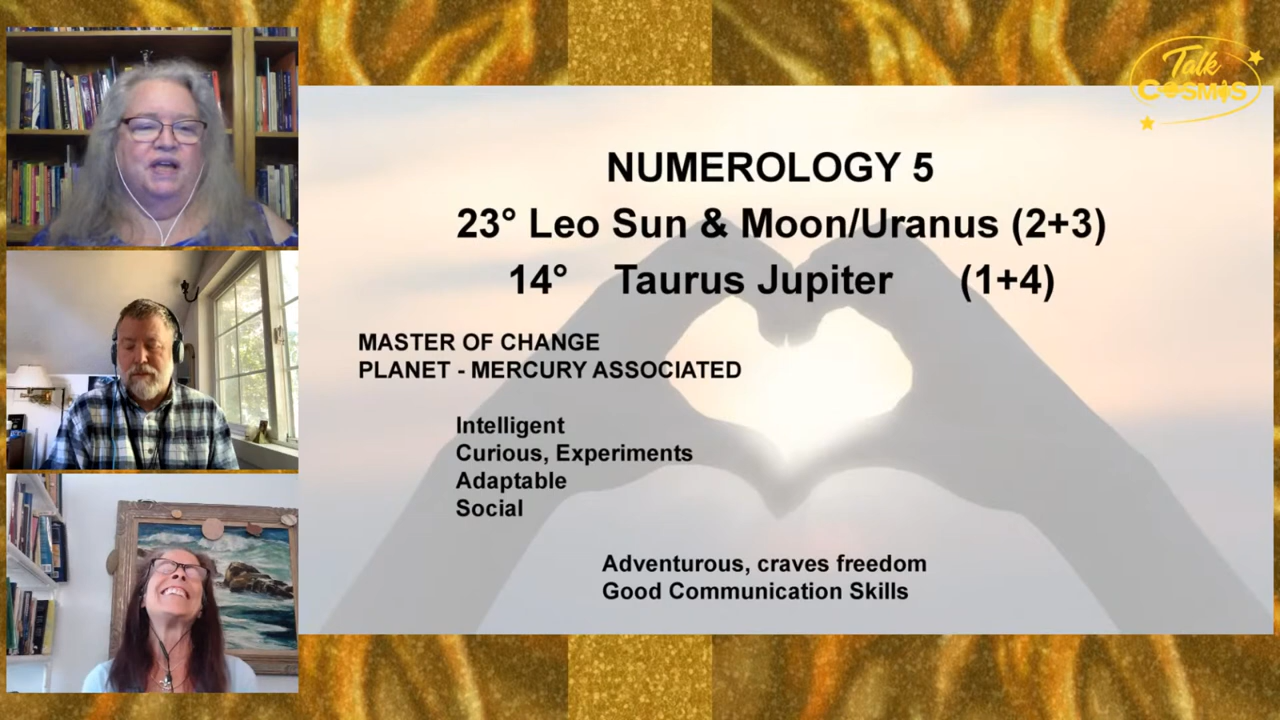 Talk
COSMOS
NUMEROLOGY 5
23° Leo Sun & Moon/Uranus (2+3)
14° Taurus Jupiter (1+4)
MASTER OF CHANGE
PLANET - MERCURY ASSOCIATED
Intelligent
Curious, Experiments
Adaptable
Social
Adventurous, craves freedom
Good Communication Skills